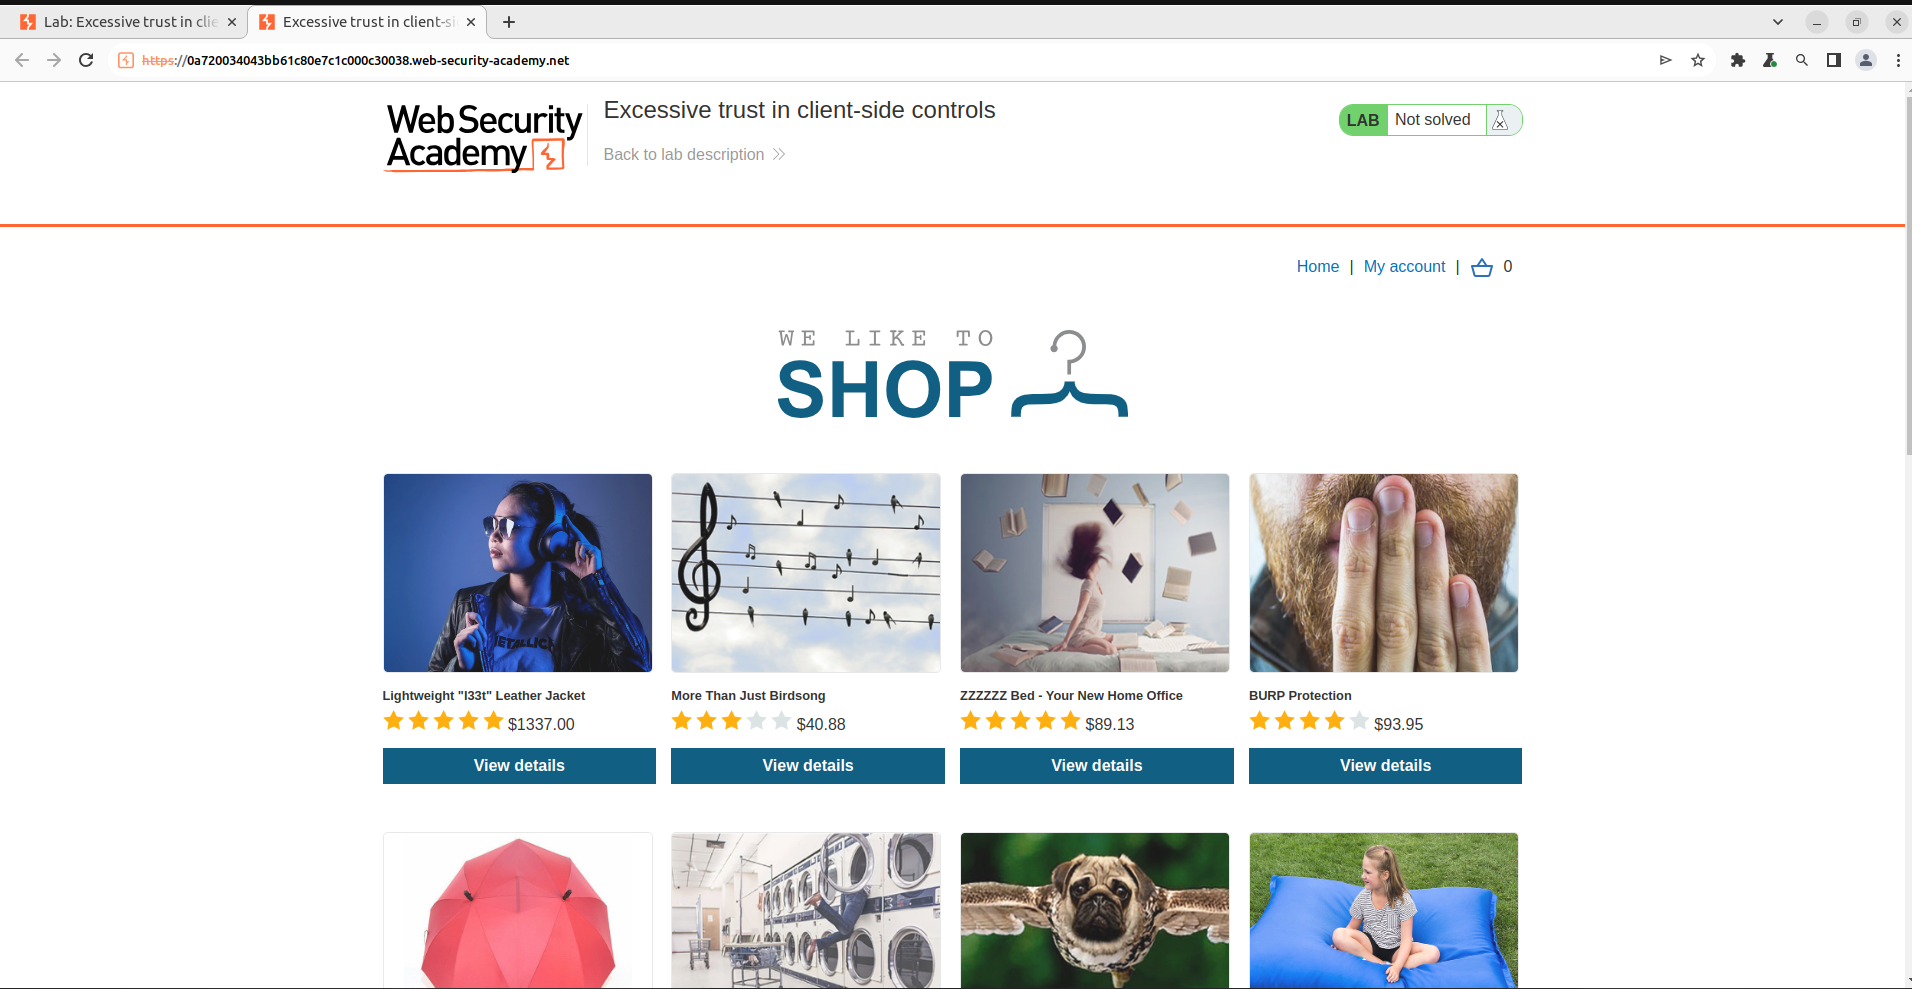 Lab: Excessive trust in clie
Excessive trust in client-si
https://0a720034043bb61c80e7c1c000c30038.web-security-academy.net
Web Security
Academy
Excessive trust in client-side controls
Back to lab description
LAB Not solved
Home | My account | 0
WE LIKE TO
SHOP
METALLICA
Lightweight "l33t" Leather Jacket
$1337.00
View details
More Than Just Birdsong
$40.88
View details
ZZZZZZ Bed - Your New Home Office
$89.13
View details
BURP Protection
$93.95
View details